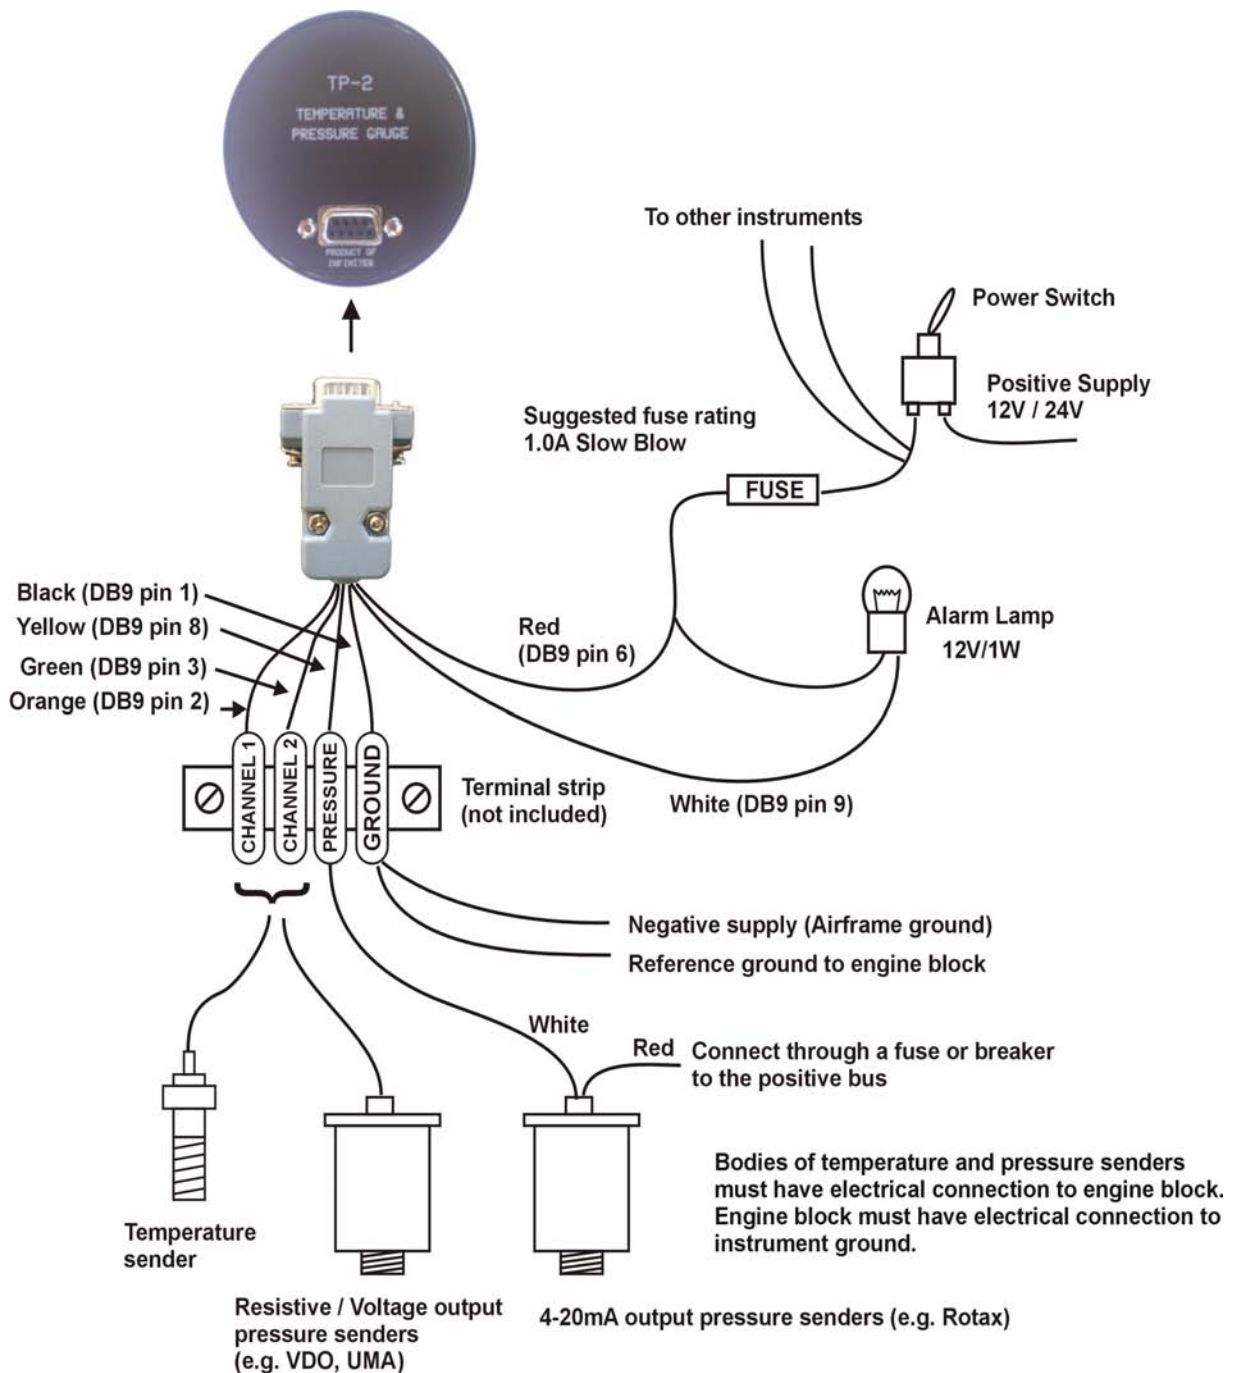 TP-2
TEMPERATURE &
PRESSURE GAUGE
PRODUCT OF
INFINITER
To other instruments
Power Switch
Positive Supply
12V / 24V
Suggested fuse rating
1.0A Slow Blow
FUSE
Black (DB9 pin 1)
Yellow (DB9 pin 8)
Green (DB9 pin 3)
Orange (DB9 pin 2)
Red
(DB9 pin 6)
Alarm Lamp
12V/1W
CHANNEL 1
CHANNEL 2
PRESSURE
GROUND
Terminal strip
(not included)
White (DB9 pin 9)
Negative supply (Airframe ground)
Reference ground to engine block
White
Red
Connect through a fuse or breaker
to the positive bus
Bodies of temperature and pressure senders
must have electrical connection to engine block.
Engine block must have electrical connection to
instrument ground.
Temperature
sender
Resistive / Voltage output
pressure senders
(e.g. VDO, UMA)
4-20mA output pressure senders (e.g. Rotax)